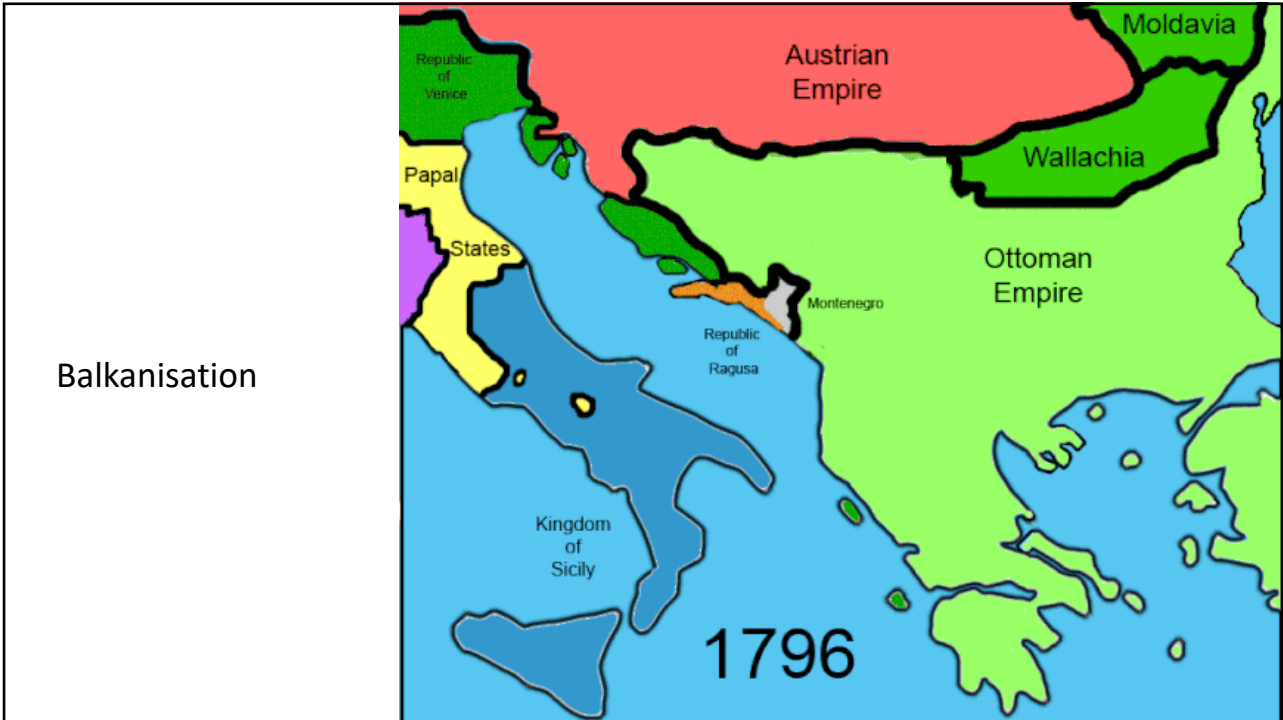 Balkanisation
Moldavia
Austrian
Empire
Republic
of
Venice
Wallachia
Papal
States
Ottoman
Empire
Montenegro
Republic
of
Ragusa
Kingdom
of
Sicily
1796